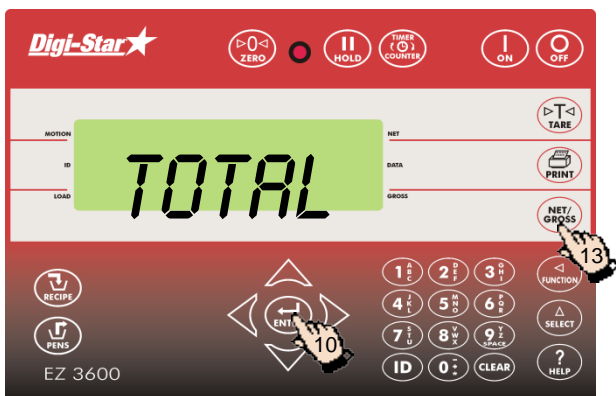 Digi-Star
▷0◁
ZERO
HOLD
TIMER
COUNTER
ON
OFF
▷T◁
TARE
MOTION
NET
ID
DATA
PRINT
LOAD
GROSS
TOTAL
NET/
GROSS
13
RECIPE
PENS
ENTER
10
1 A B C
2 D E F
3 G H I
FUNCTION
4 J K L
5 M N O
6 P Q R
SELECT
7 S T U
8 V W X
9 Y Z SPACE
ID
0 - . :
CLEAR
?
HELP
EZ 3600